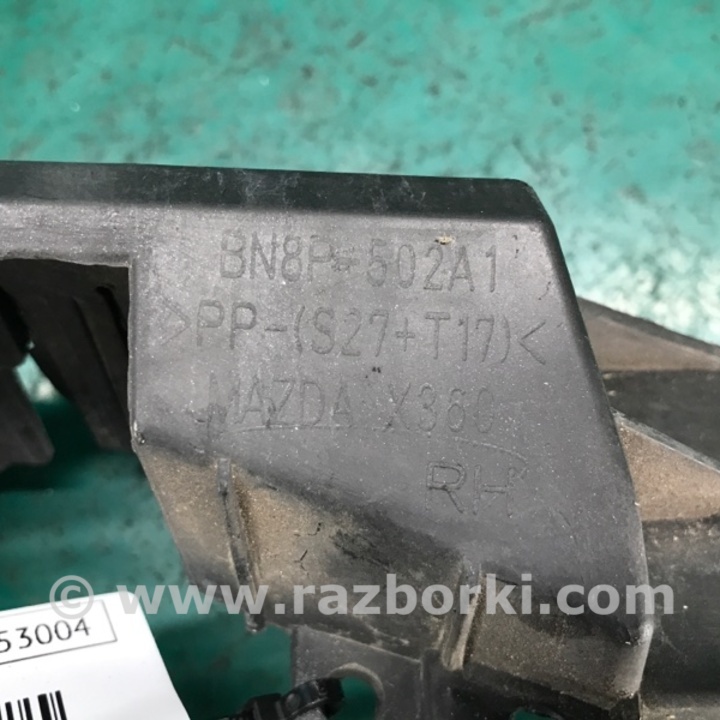 BN8P-502A1
>PP-(S27+T17)<
MAZDA X360
RH
© www.razborki.com
53004